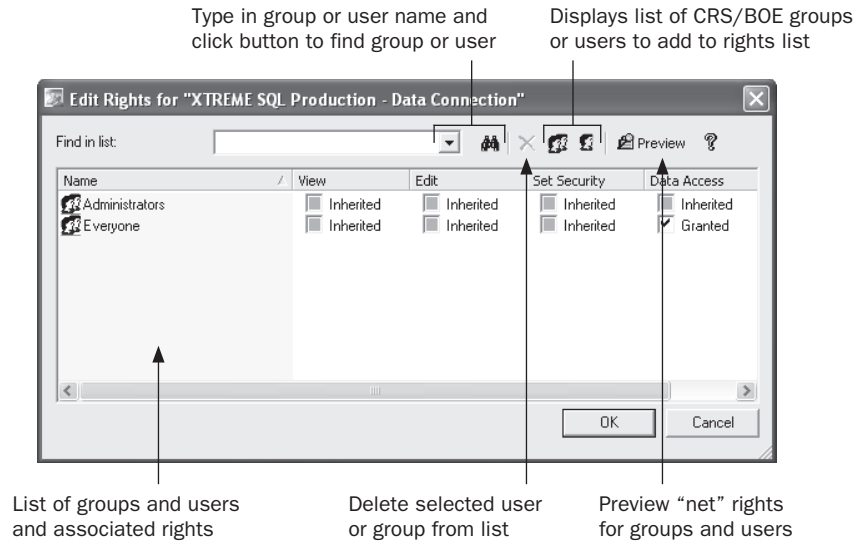 Type in group or user name and
click button to find group or user
Displays list of CRS/BOE groups
or users to add to rights list
Edit Rights for "XTREME SQL Production - Data Connection"
Find in list:
Preview
Name View Edit Set Security Data Access
Administrators Inherited Inherited Inherited Inherited
Everyone Inherited Inherited Inherited Granted
OK Cancel
List of groups and users
and associated rights
Delete selected user
or group from list
Preview “net” rights
for groups and users